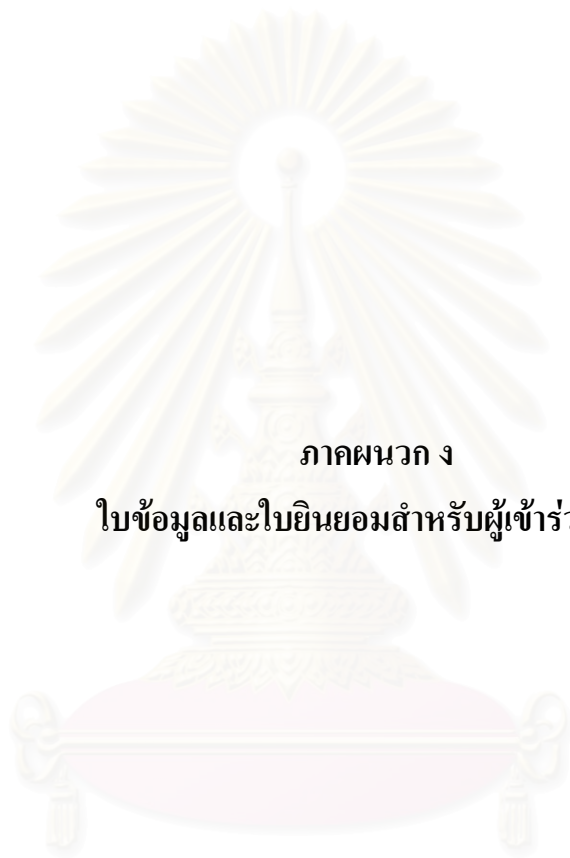 ภาคผนวก ง
ใบข้อมูลและใบยินยอมสำหรับผู้เข้าร่ว